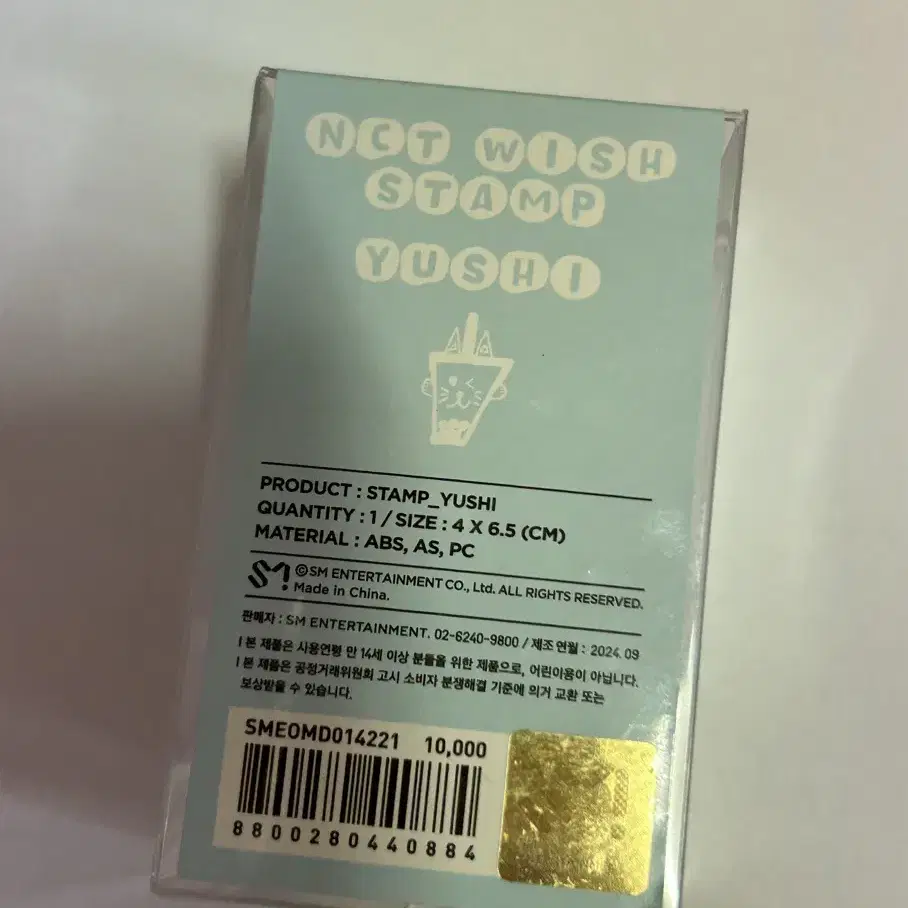 NCT WISH
STAMP
YUSHI
PRODUCT : STAMP_YUSHI
QUANTITY : 1 / SIZE : 4 X 6.5 (CM)
MATERIAL : ABS, AS, PC
SM! ©SM ENTERTAINMENT CO., Ltd. ALL RIGHTS RESERVED.
Made in China.
판매자 : SM ENTERTAINMENT. 02-6240-9800 / 제조 연월 : 2024. 09
I 본 제품은 사용연령 만 14세 이상 분들을 위한 제품으로, 어린이용이 아닙니다.
I 본 제품은 공정거래위원회 고시 소비자 분쟁해결 기준에 의거 교환 또는
보상받을 수 있습니다.
SMEOMD014221 10,000
8800280440884